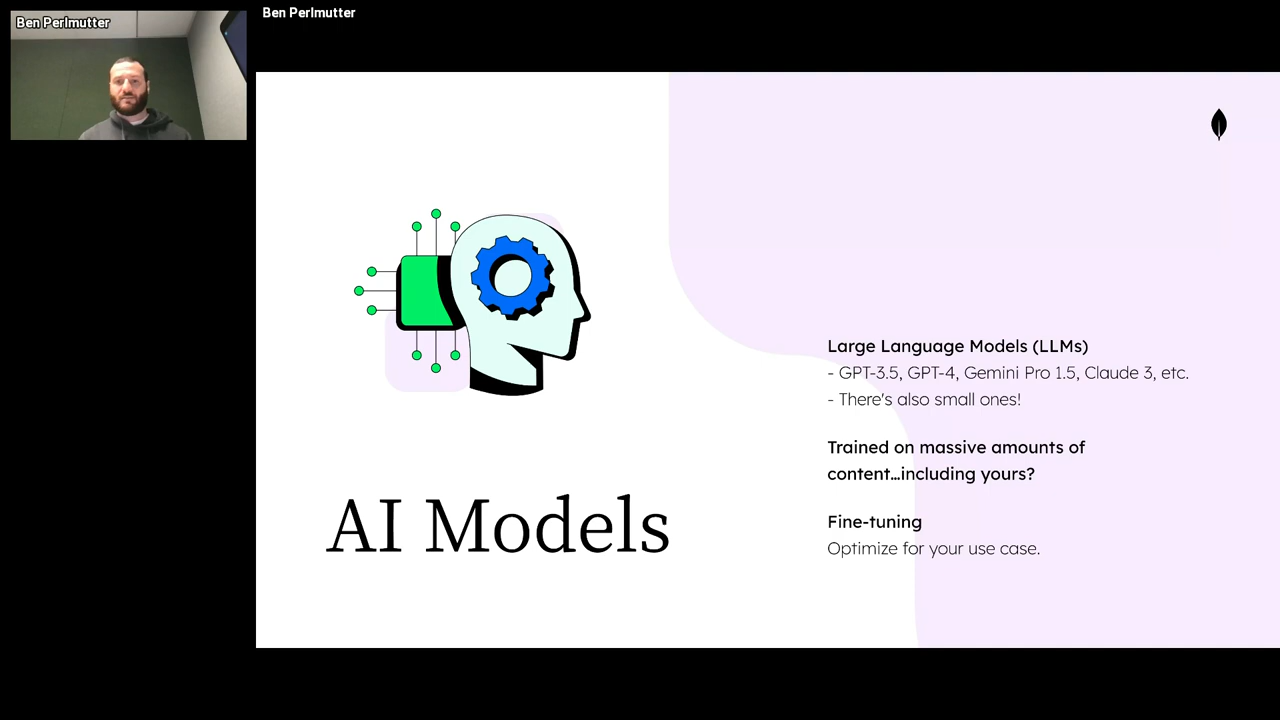 Ben Perlmutter
Ben Perlmutter
AI Models
Large Language Models (LLMs)
- GPT-3.5, GPT-4, Gemini Pro 1.5, Claude 3, etc.
- There's also small ones!
Trained on massive amounts of
content...including yours?
Fine-tuning
Optimize for your use case.